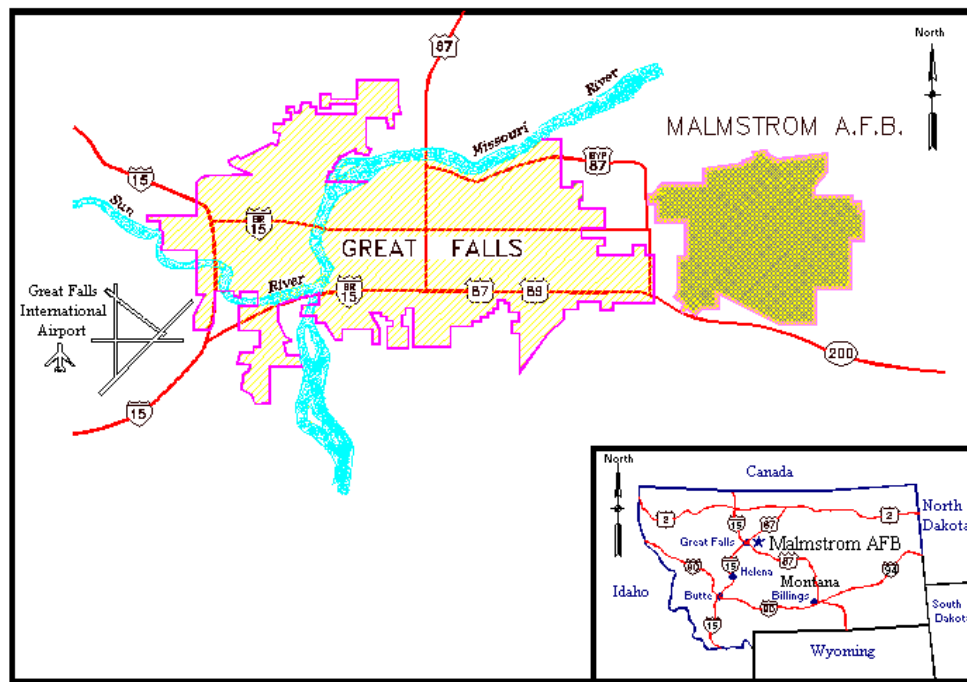 87
North
Missouri
River
MALMSTROM A.F.B.
BYP
87
15
Sun
BR
15
GREAT FALLS
River
BR
15
87
89
Great Falls
International
Airport
200
15
North
Canada
North
Dakota
2
2
15
87
Great Falls
Malmstrom AFB
87
90
15
Helena
94
Montana
Idaho
Butte
Billings
90
15
South
Dakota
Wyoming